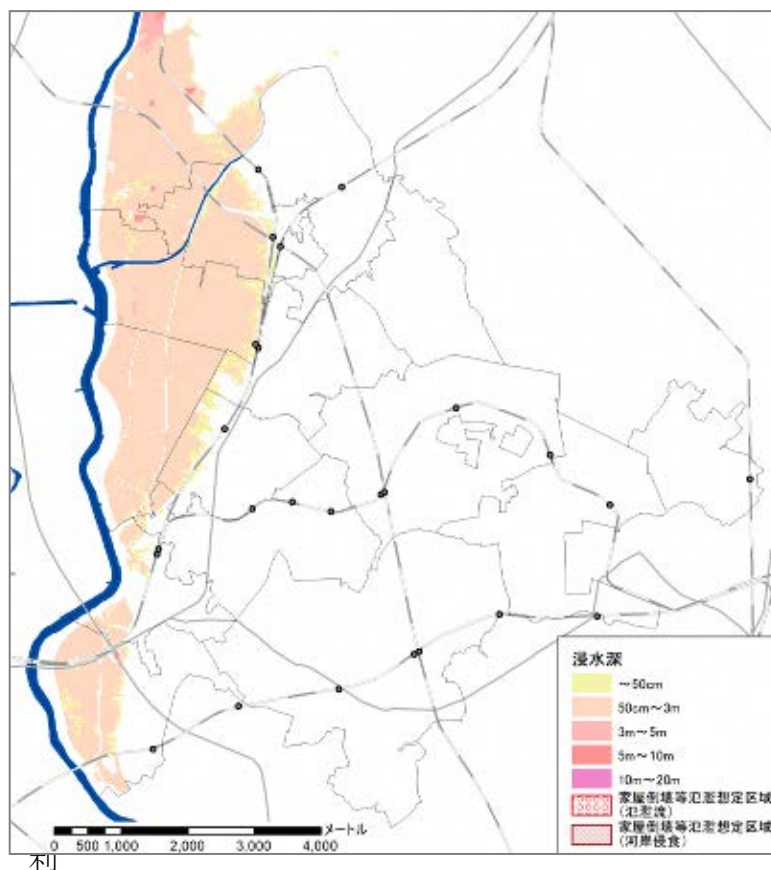 浸水深
～50cm
50cm～3m
3m～5m
5m～10m
10m～20m
家屋倒壊等氾濫想定区域
(氾濫流)
家屋倒壊等氾濫想定区域
(河岸侵食)
0 500 1,000 2,000 3,000 4,000 メートル
利